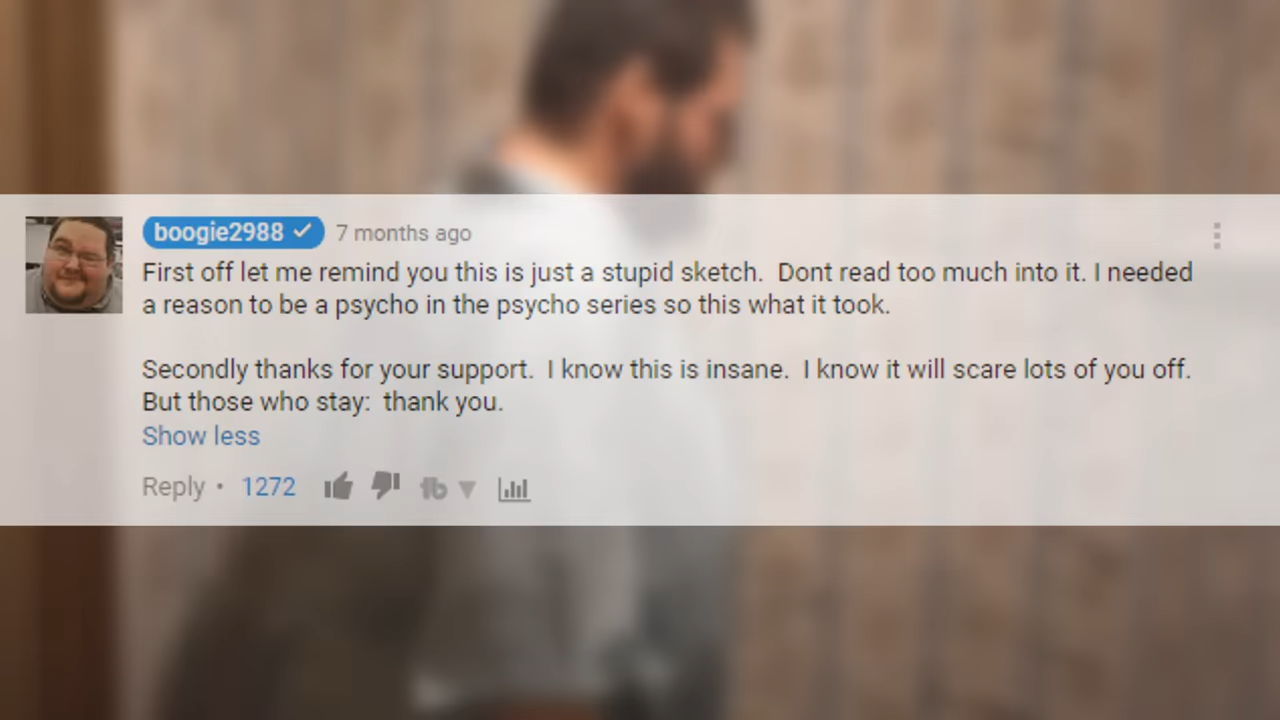 boogie2988 7 months ago
First off let me remind you this is just a stupid sketch.  Dont read too much into it. I needed
a reason to be a psycho in the psycho series so this what it took.
Secondly thanks for your support.  I know this is insane.  I know it will scare lots of you off.
But those who stay:  thank you.
Show less
Reply • 1272